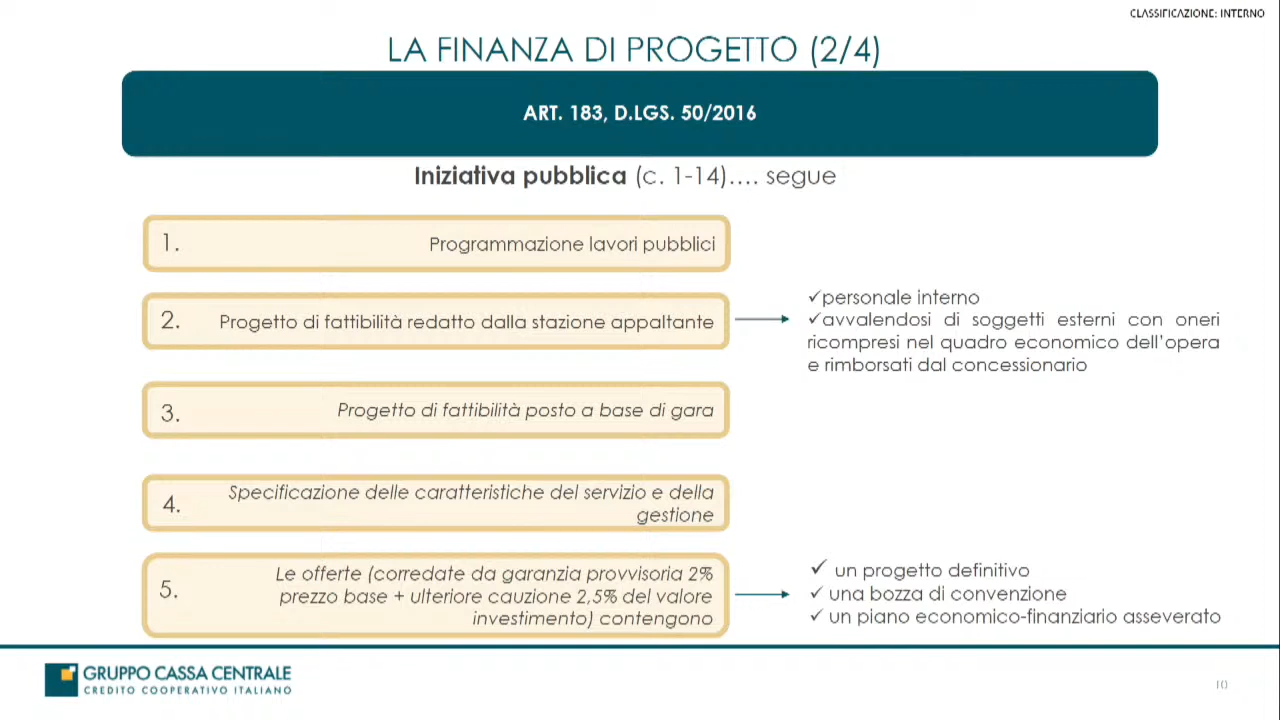 CLASSIFICAZIONE: INTERNO
LA FINANZA DI PROGETTO (2/4)
ART. 183, D.LGS. 50/2016
Iniziativa pubblica (c. 1-14)…. segue
1. Programmazione lavori pubblici
2. Progetto di fattibilità redatto dalla stazione appaltante
✓personale interno
✓avvalendosi di soggetti esterni con oneri
ricompresi nel quadro economico dell'opera
e rimborsati dal concessionario
3. Progetto di fattibilità posto a base di gara
4. Specificazione delle caratteristiche del servizio e della
gestione
5. Le offerte (corredate da garanzia provvisoria 2%
prezzo base + ulteriore cauzione 2,5% del valore
investimento) contengono
✓ un progetto definitivo
✓ una bozza di convenzione
✓ un piano economico-finanziario asseverato
GRUPPO CASSA CENTRALE
CREDITO COOPERATIVO ITALIANO
10